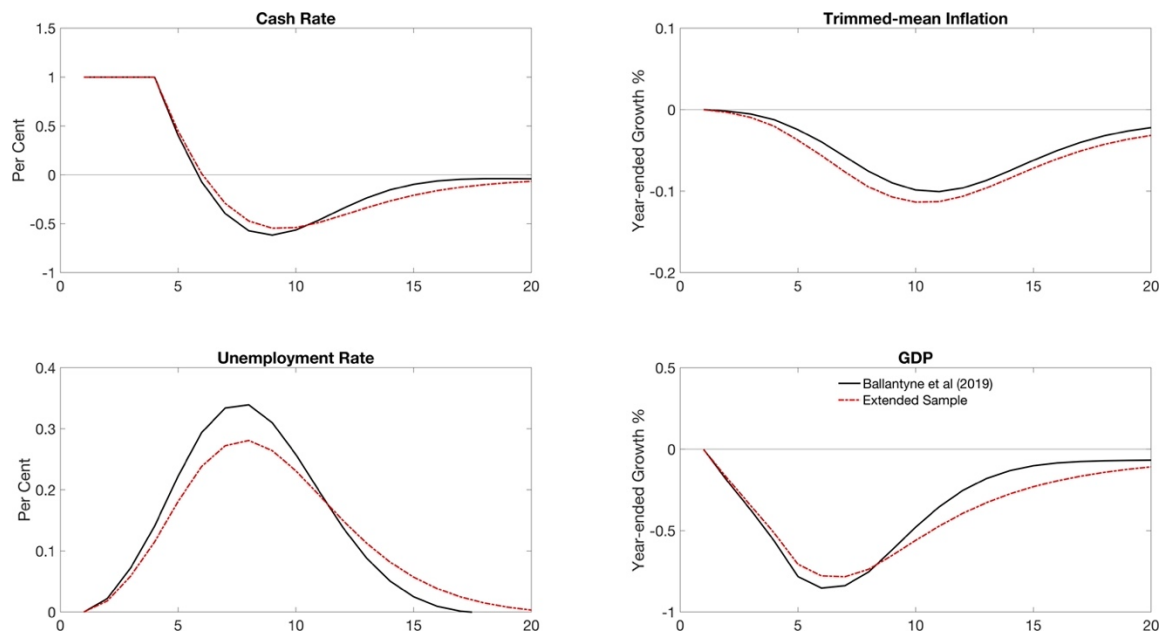 Cash Rate
Per Cent
1
0.5
0
-0.5
-1
0 5 10 15 20
Trimmed-mean Inflation
Year-ended Growth %
0.1
0
-0.1
-0.2
0 5 10 15 20
Unemployment Rate
Per Cent
0.4
0.3
0.2
0.1
0
0 5 10 15 20
GDP
Ballantyne et al (2019)
Extended Sample
Year-ended Growth %
0.5
0
-0.5
-1
0 5 10 15 20